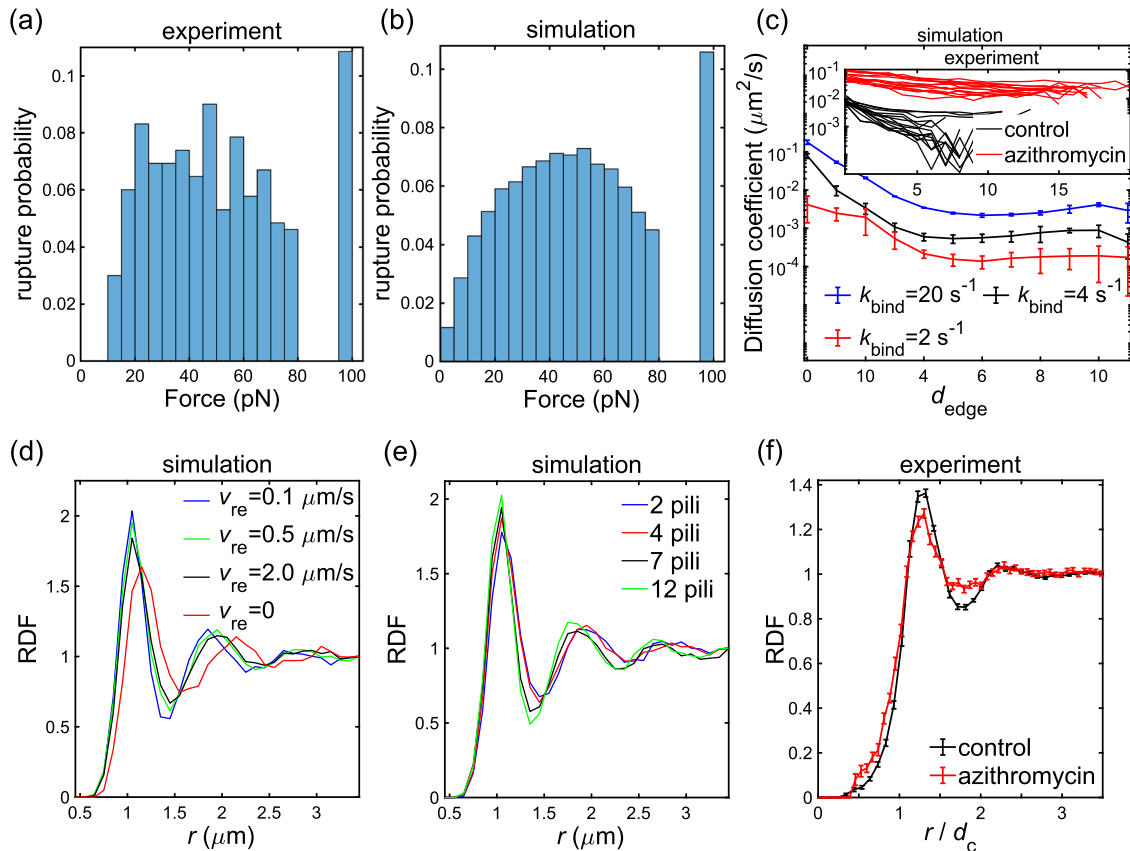 (a)
experiment
rupture probability
0.1
0.08
0.06
0.04
0.02
0
0 20 40 60 80 100
Force (pN)
(b)
simulation
rupture probability
0.1
0.08
0.06
0.04
0.02
0
0 20 40 60 80 100
Force (pN)
(c)
simulation
experiment
Diffusion coefficient (μm²/s)
10⁻¹
10⁻²
10⁻³
control
azithromycin
5 10 15
10⁻¹
10⁻²
10⁻³
10⁻⁴
k_bind=20 s⁻¹
k_bind=4 s⁻¹
k_bind=2 s⁻¹
0 0 10 3 4 5 6 7 8 10 10
d_edge
(d)
simulation
v_re=0.1 μm/s
v_re=0.5 μm/s
v_re=2.0 μm/s
v_re=0
RDF
2
1.5
1
0.5
0
0.5 1 1.5 2 2.5 3
r (μm)
(e)
simulation
2 pili
4 pili
7 pili
12 pili
RDF
2
1.5
1
0.5
0
0.5 1 1.5 2 2.5 3
r (μm)
(f)
experiment
RDF
1.4
1.2
1
0.8
0.6
0.4
0.2
0
control
azithromycin
0 1 2 3
r / d_c